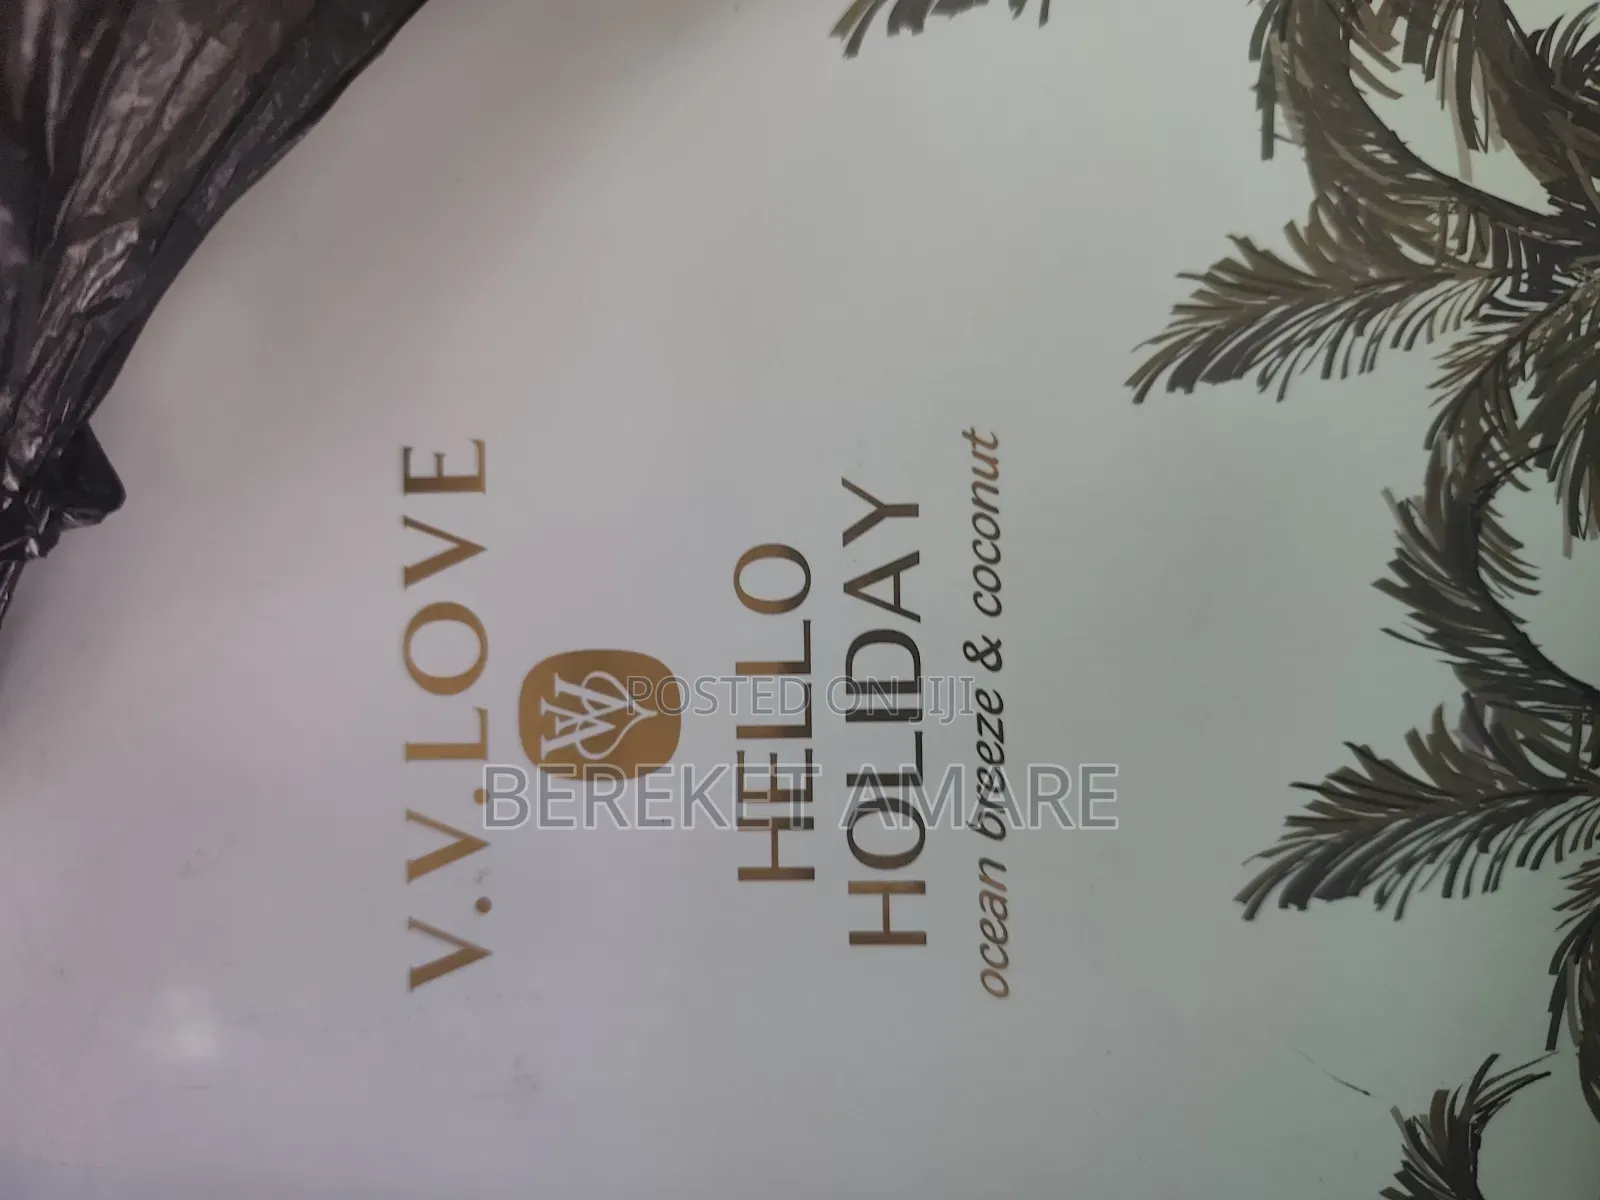 V.V.LOVE
HELLO
HOLIDAY
ocean breeze & coconut
POSTED ON JIJI
BEREKET AMARE